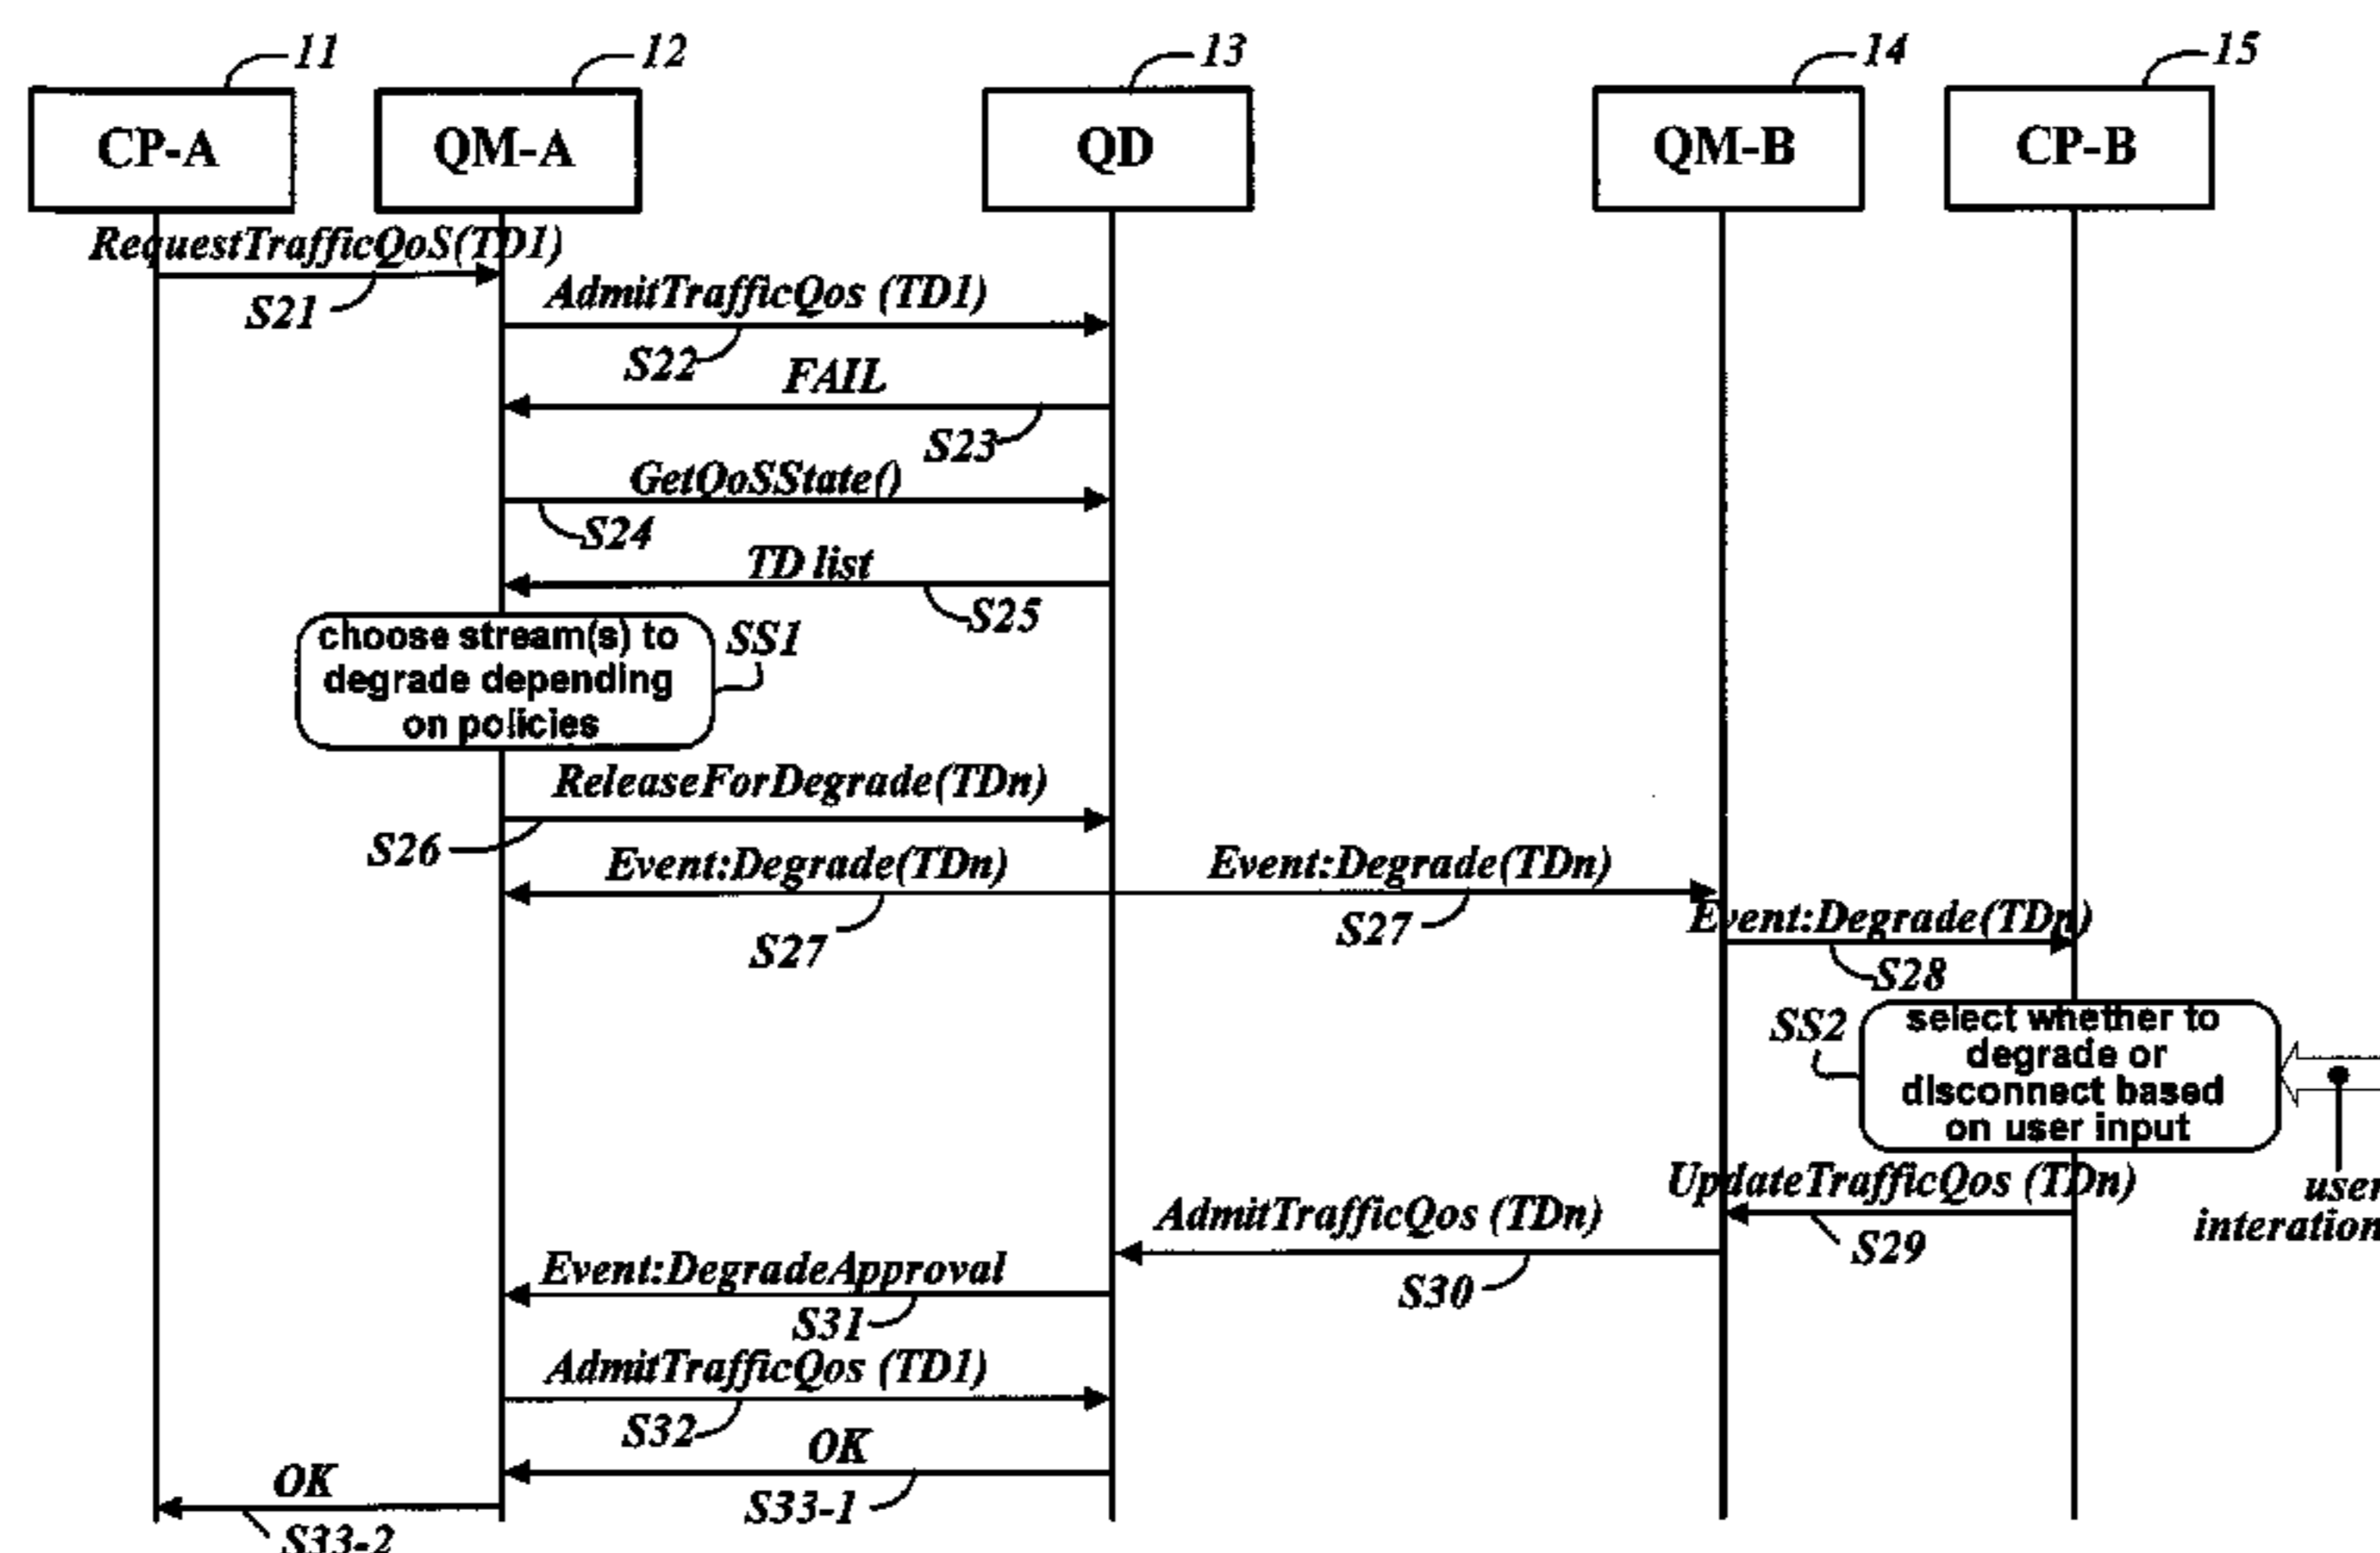 11
12
13
14
15
CP-A
QM-A
QD
QM-B
CP-B
RequestTrafficQoS(TD1)
S21
AdmitTrafficQos (TD1)
S22
FAIL
S23
GetQoSState()
S24
TD list
S25
choose stream(s) to
degrade depending
on policies
SS1
ReleaseForDegrade(TDn)
S26
Event:Degrade(TDn)
S27
Event:Degrade(TDn)
S27
Event:Degrade(TDn)
S28
SS2
select whether to
degrade or
disconnect based
on user input
user
interation
UpdateTrafficQos (TDn)
S29
AdmitTrafficQos (TDn)
S30
Event:DegradeApproval
S31
AdmitTrafficQos (TD1)
S32
OK
S33-1
OK
S33-2